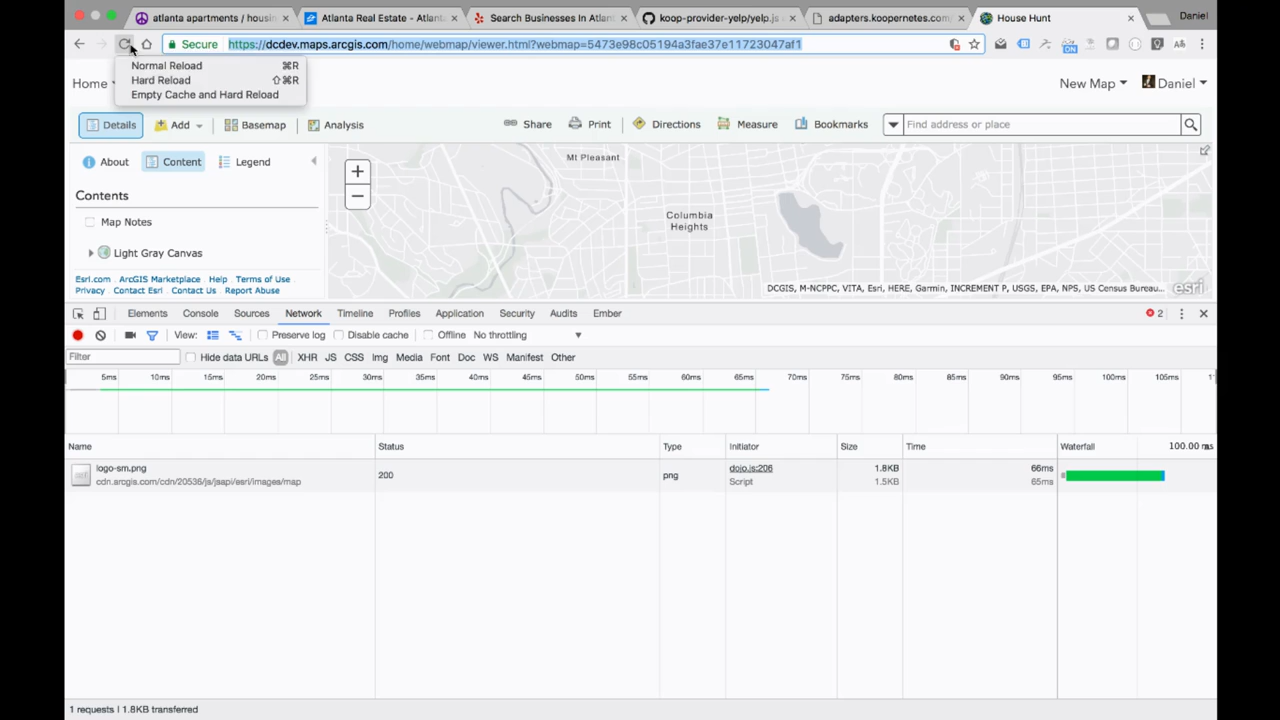 atlanta apartments / housin
Atlanta Real Estate - Atlanta
Search Businesses In Atlan
koop-provider-yelp/yelp.js
adapters.koopernetes.com
House Hunt
Daniel
Secure
https://dcdev.maps.arcgis.com/home/webmap/viewer.html?webmap=5473e98c05194a3fae37e11723047af1
ON
Normal Reload ⌘R
Hard Reload ⇧⌘R
Empty Cache and Hard Reload
Home
New Map
Daniel
Details
Add
Basemap
Analysis
Share
Print
Directions
Measure
Bookmarks
Find address or place
About
Content
Legend
Contents
Map Notes
Light Gray Canvas
Esri.com . ArcGIS Marketplace . Help . Terms of Use .
Privacy . Contact Esri . Contact Us . Report Abuse
+
−
Mt Pleasant
Columbia
Heights
DCGIS, M-NCPPC, VITA, Esri, HERE, Garmin, INCREMENT P, USGS, EPA, NPS, US Census Bureau...
esri
Elements Console Sources Network Timeline Profiles Application Security Audits Ember
2
View:
Preserve log
Disable cache
Offline
No throttling
Filter
Hide data URLs
All XHR JS CSS Img Media Font Doc WS Manifest Other
5ms 10ms 15ms 20ms 25ms 30ms 35ms 40ms 45ms 50ms 55ms 60ms 65ms 70ms 75ms 80ms 85ms 90ms 95ms 100ms 105ms
Name Status Type Initiator Size Time Waterfall 100.00 ms
logo-sm.png
cdn.arcgis.com/cdn/20536/js/jsapi/esri/images/map
200
png
dojo.js:206
Script
1.8KB
1.5KB
66ms
65ms
1 requests | 1.8KB transferred